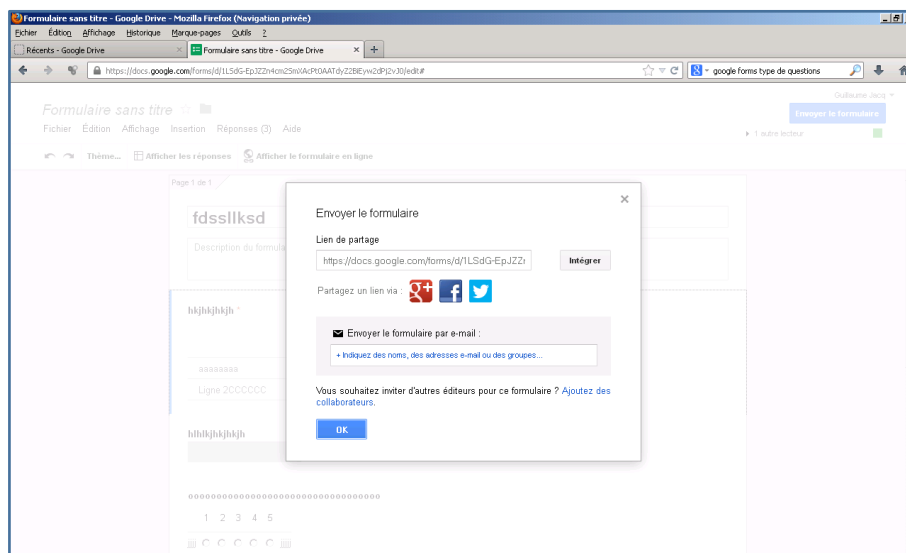 Formulaire sans titre - Google Drive - Mozilla Firefox (Navigation privée)
Fichier Édition Affichage Historique Marque-pages Outils ?
Récents - Google Drive × Formulaire sans titre - Google Drive × +
https://docs.google.com/forms/d/1LSdG-EpJZZn4cm2SmXAcPt0AATdyZ2BiEyw2dPj2vJ0/edit# google forms type de questions
Guillaume Jacq
Formulaire sans titre
Envoyer le formulaire
Fichier Édition Affichage Insertion Réponses (3) Aide
1 autre lecteur
Thème... Afficher les réponses Afficher le formulaire en ligne
Page 1 de 1
×
Envoyer le formulaire
fdssllksd
Lien de partage
Description du formula
https://docs.google.com/forms/d/1LSdG-EpJZZr Intégrer
Partagez un lien via :
hkjhkjhkjh *
Envoyer le formulaire par e-mail :
+ Indiquez des noms, des adresses e-mail ou des groupes...
aaaaaaaa
Ligne 2CCCCCC
Vous souhaitez inviter d'autres éditeurs pour ce formulaire ? Ajoutez des
collaborateurs.
OK
hlhlkjhkjhkjh
1 2 3 4 5